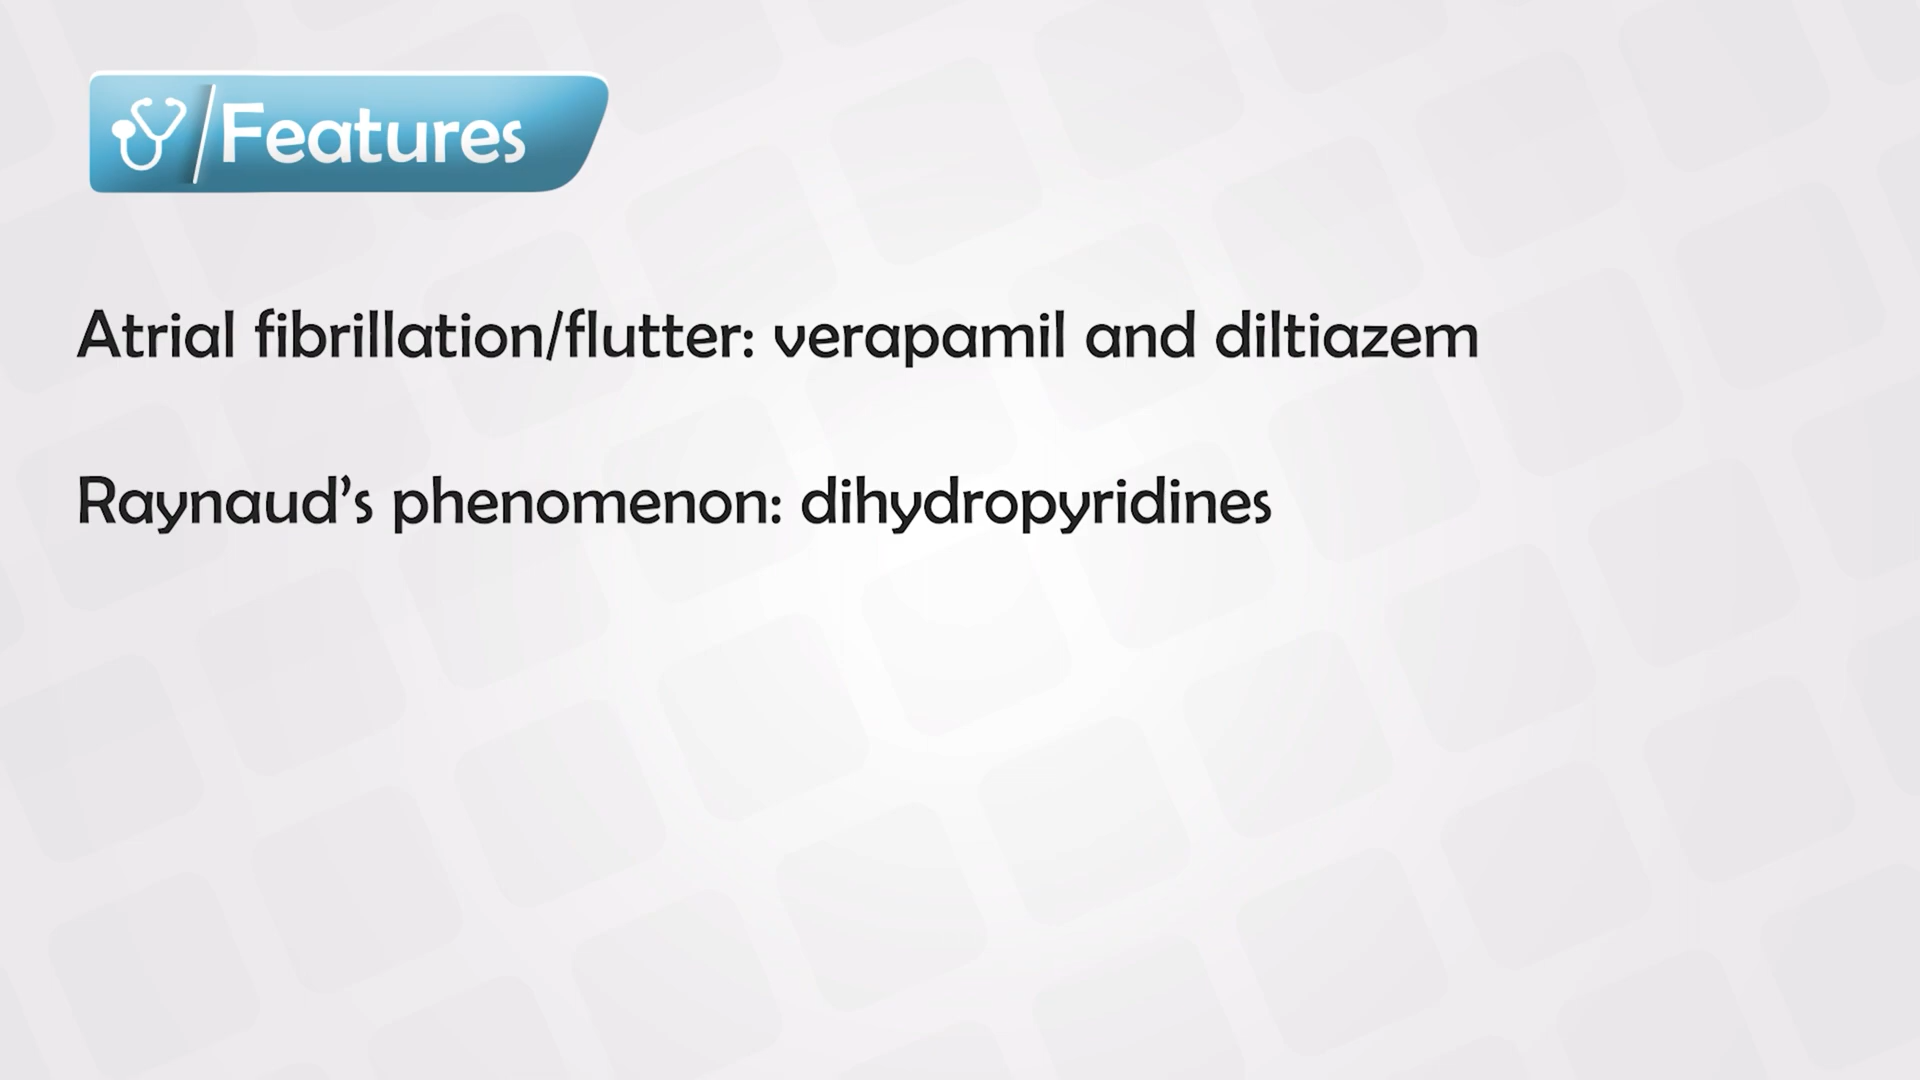 Features
Atrial fibrillation/flutter: verapamil and diltiazem
Raynaud’s phenomenon: dihydropyridines